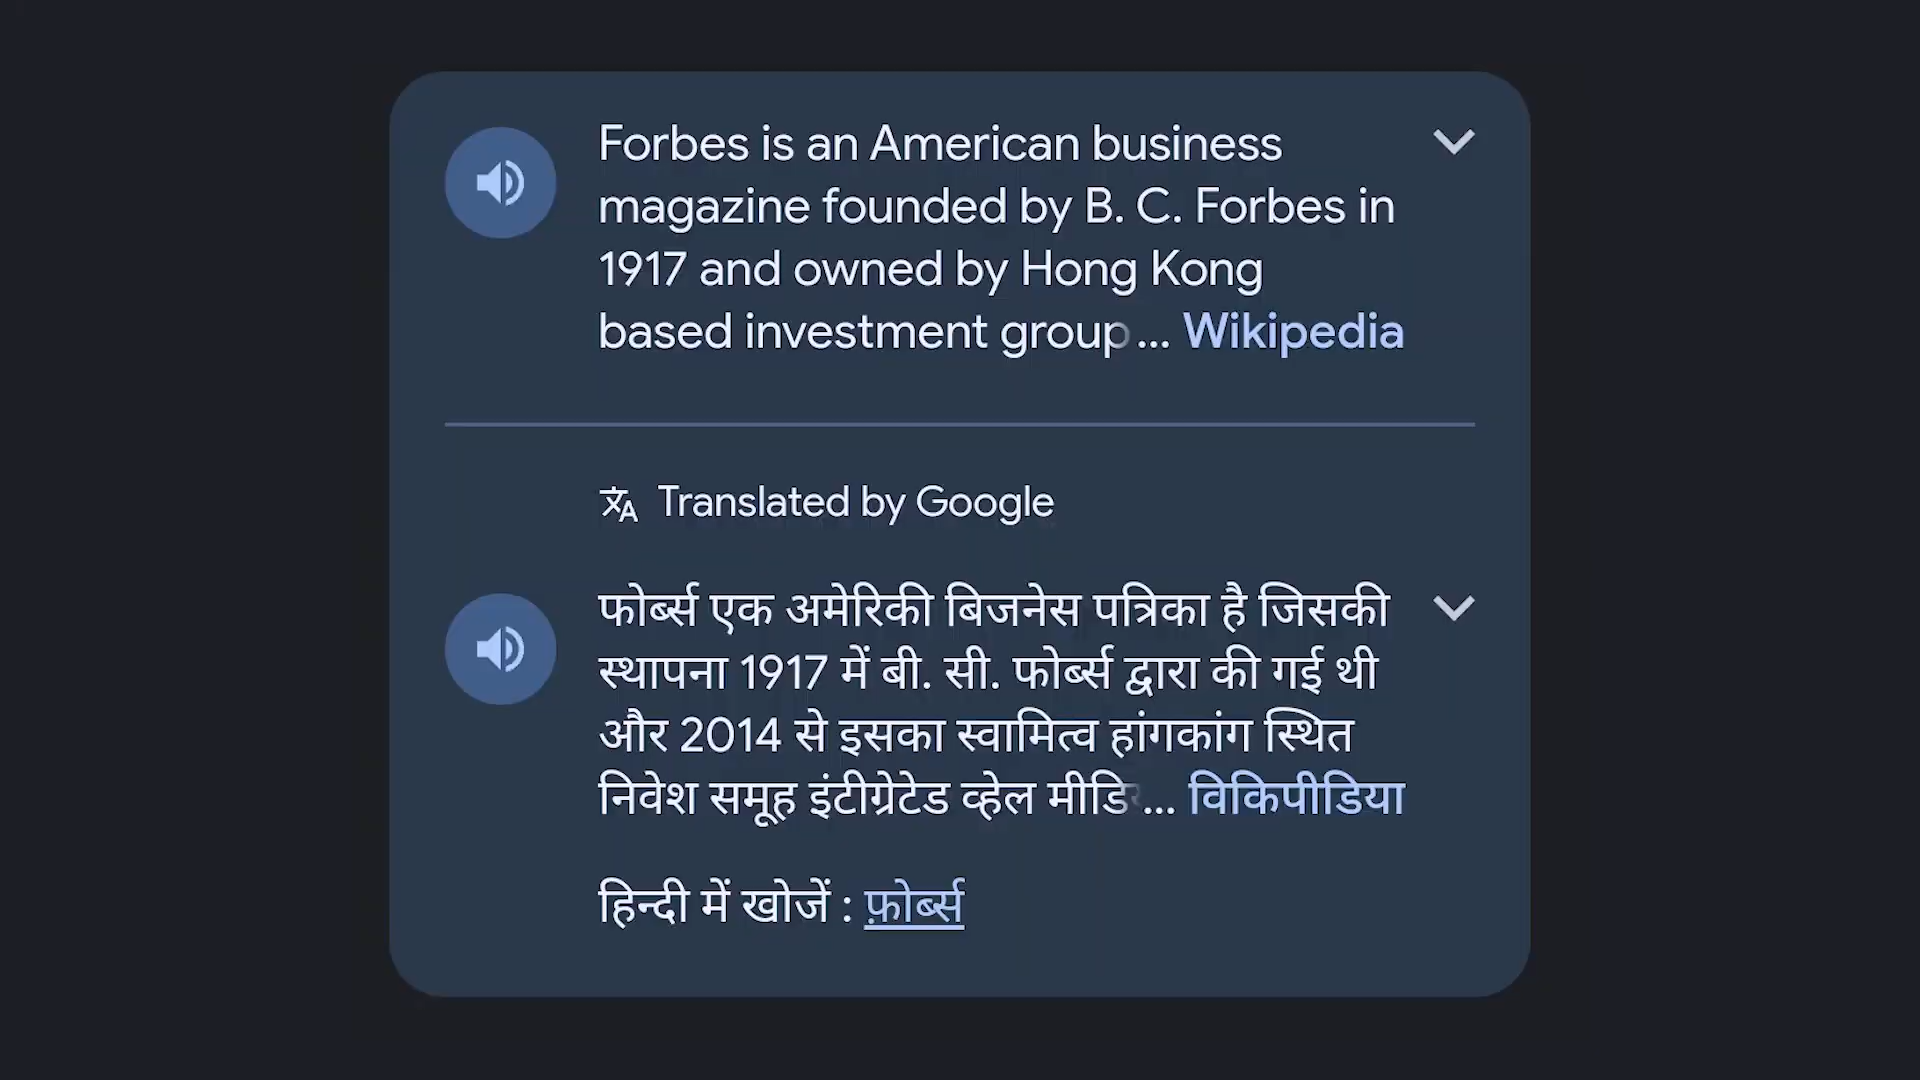 Forbes is an American business
magazine founded by B. C. Forbes in
1917 and owned by Hong Kong
based investment group ... Wikipedia
Translated by Google
फोर्ब्स एक अमेरिकी बिजनेस पत्रिका है जिसकी
स्थापना 1917 में बी. सी. फोर्ब्स द्वारा की गई थी
और 2014 से इसका स्वामित्व हांगकांग स्थित
निवेश समूह इंटीग्रेटेड व्हेल मीडि... विकिपीडिया
हिन्दी में खोजें : फ़ोर्ब्स